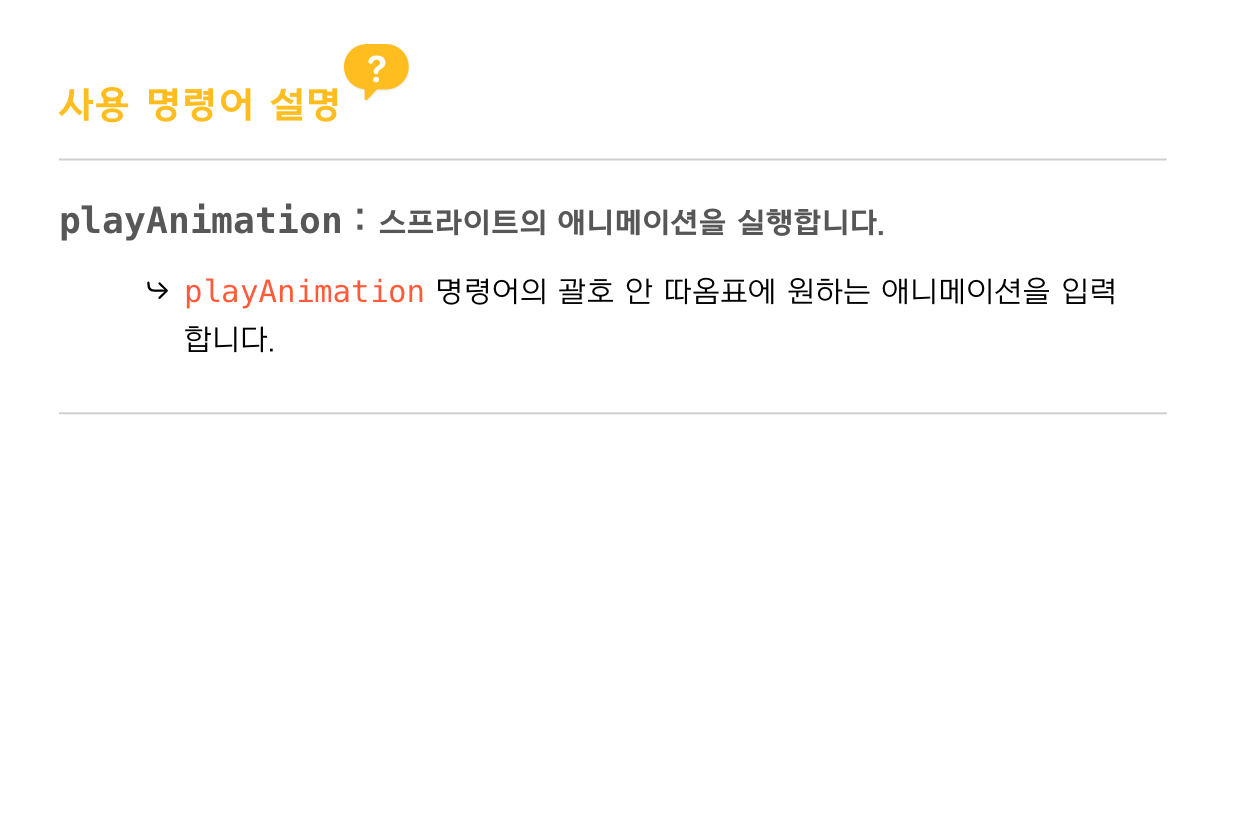 사용 명령어 설명 ?
playAnimation : 스프라이트의 애니메이션을 실행합니다.
↪ playAnimation 명령어의 괄호 안 따옴표에 원하는 애니메이션을 입력
합니다.